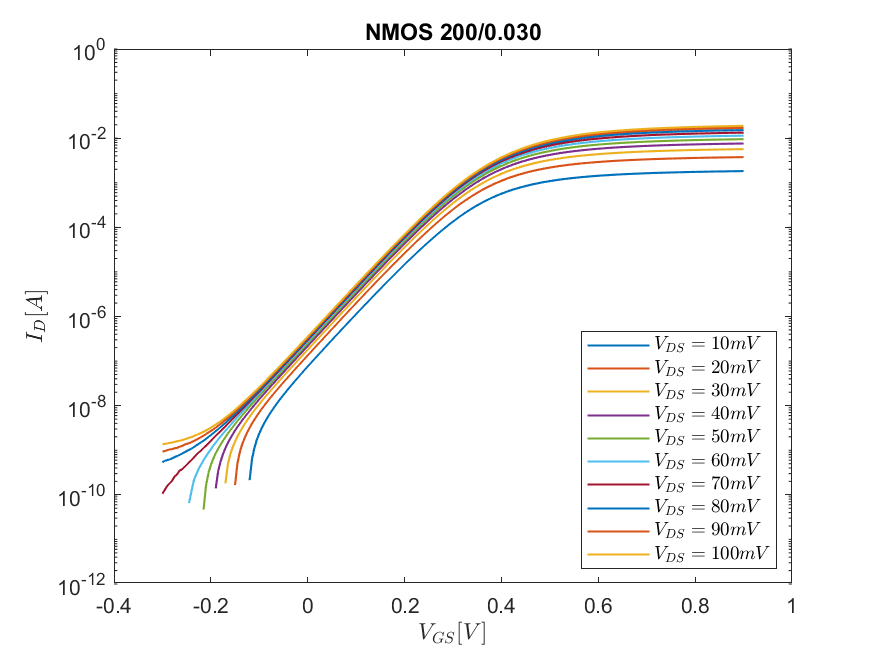 NMOS 200/0.030
10^0
10^-2
10^-4
10^-6
10^-8
10^-10
10^-12
I_D[A]
-0.4 -0.2 0 0.2 0.4 0.6 0.8 1
V_GS[V]
V_DS = 10mV
V_DS = 20mV
V_DS = 30mV
V_DS = 40mV
V_DS = 50mV
V_DS = 60mV
V_DS = 70mV
V_DS = 80mV
V_DS = 90mV
V_DS = 100mV